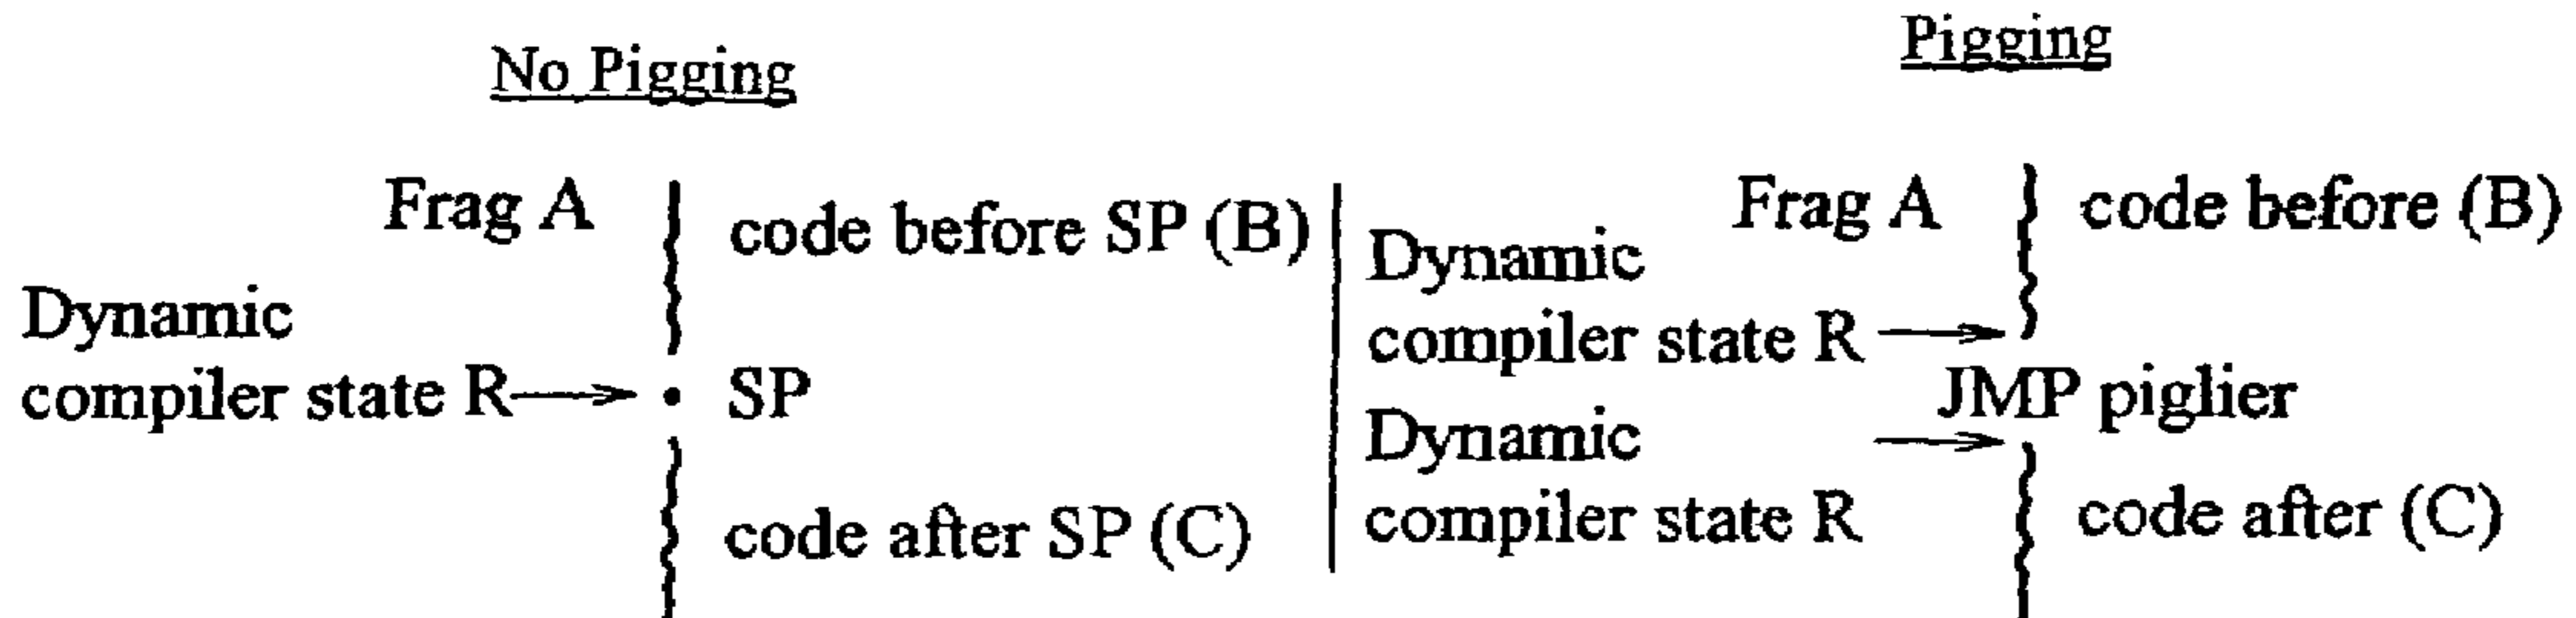 No Pigging
Frag A
code before SP (B)
Dynamic
compiler state R
SP
code after SP (C)
Pigging
Frag A
code before (B)
Dynamic
compiler state R
JMP piglier
Dynamic
compiler state R
code after (C)